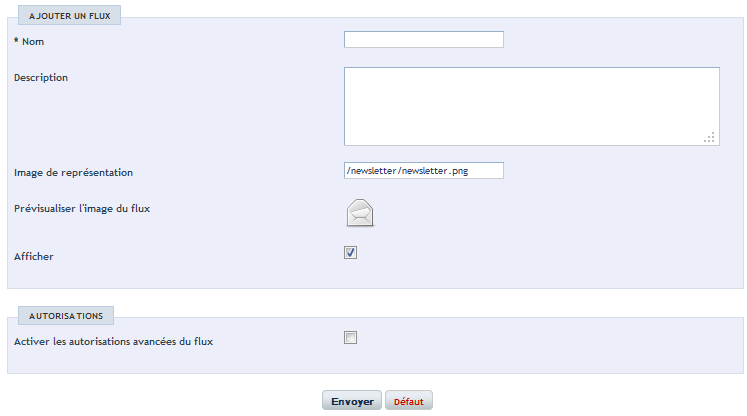 AJOUTER UN FLUX
* Nom
Description
Image de représentation /newsletter/newsletter.png
Prévisualiser l'image du flux
Afficher
AUTORISATIONS
Activer les autorisations avancées du flux
Envoyer Défaut